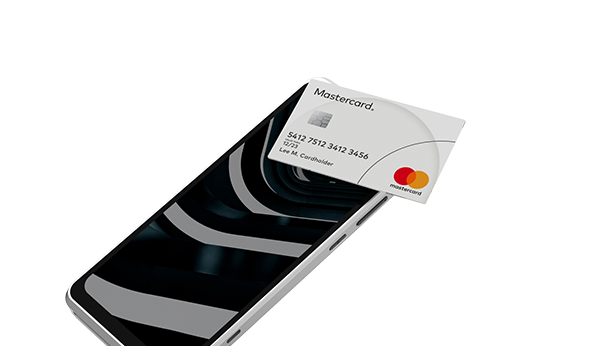 Mastercard.
5412 7512 3412 3456
12/23
Lee M. Cardholder
mastercard